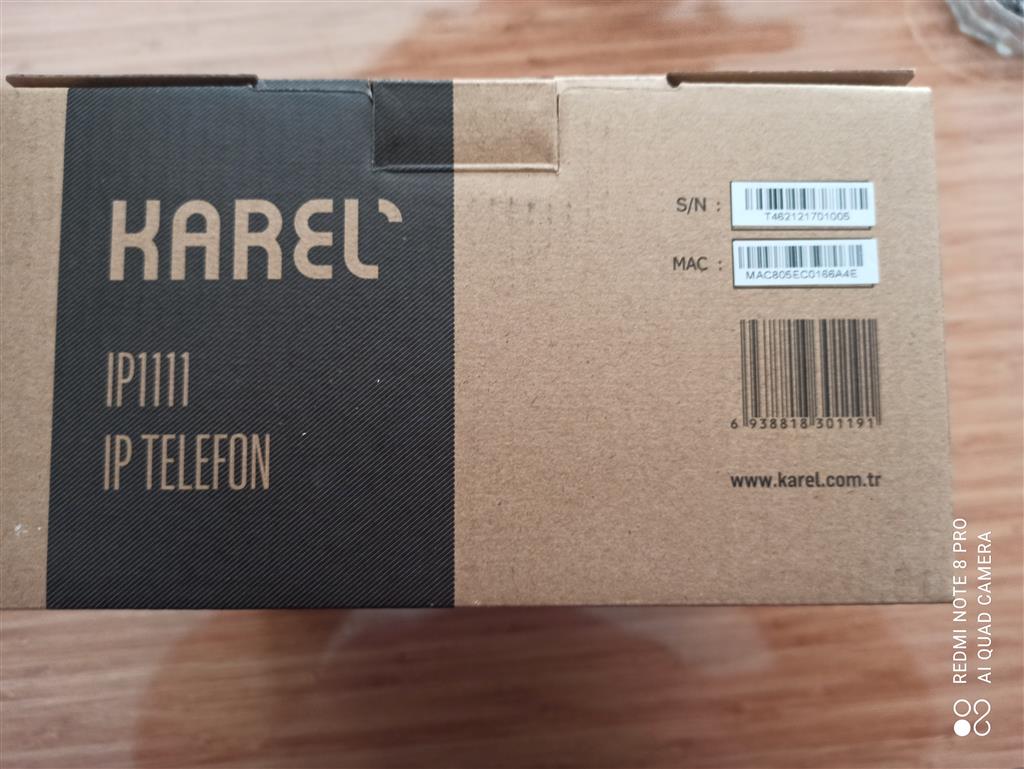 KAREL
IP1111
IP TELEFON
S/N :
T462121701005
MAC :
MAC805EC0166A4E
6 938818 301191
www.karel.com.tr
REDMI NOTE 8 PRO
AI QUAD CAMERA